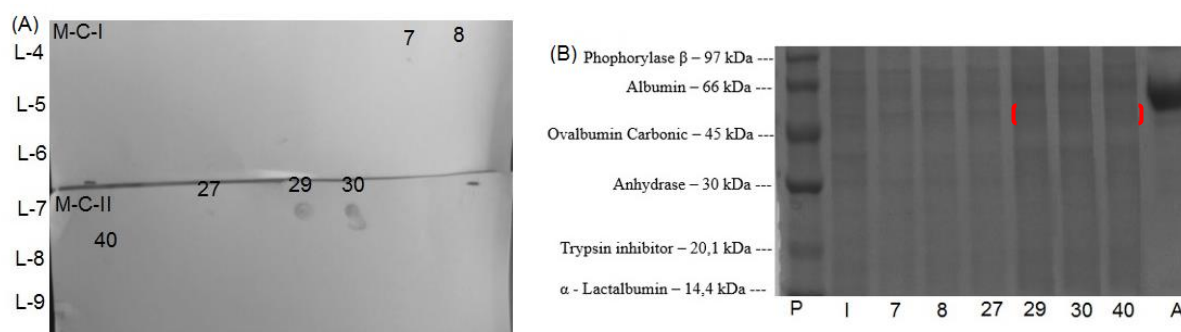 (A)
M-C-I
7 8
L-4
L-5
L-6
27 29 30
M-C-II
L-7
40
L-8
L-9
(B)
Phophorylase β – 97 kDa ---
Albumin – 66 kDa ---
Ovalbumin Carbonic – 45 kDa ---
Anhydrase – 30 kDa ---
Trypsin inhibitor – 20,1 kDa ---
α - Lactalbumin – 14,4 kDa ---
P I 7 8 27 29 30 40 A